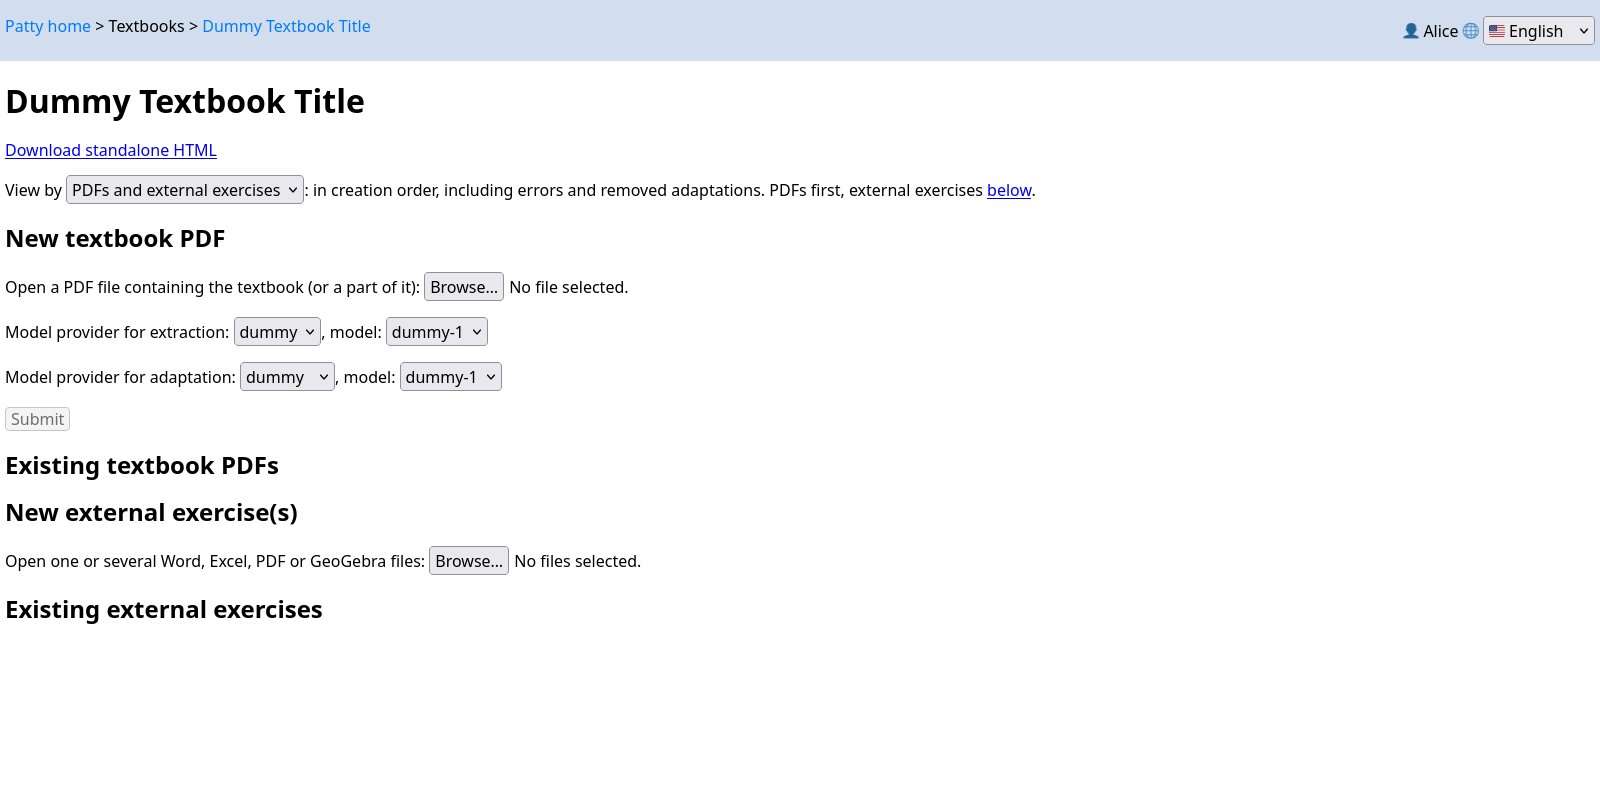 Patty home > Textbooks > Dummy Textbook Title
Alice English
Dummy Textbook Title
Download standalone HTML
View by PDFs and external exercises : in creation order, including errors and removed adaptations. PDFs first, external exercises below.
New textbook PDF
Open a PDF file containing the textbook (or a part of it): Browse... No file selected.
Model provider for extraction: dummy , model: dummy-1
Model provider for adaptation: dummy , model: dummy-1
Submit
Existing textbook PDFs
New external exercise(s)
Open one or several Word, Excel, PDF or GeoGebra files: Browse... No files selected.
Existing external exercises